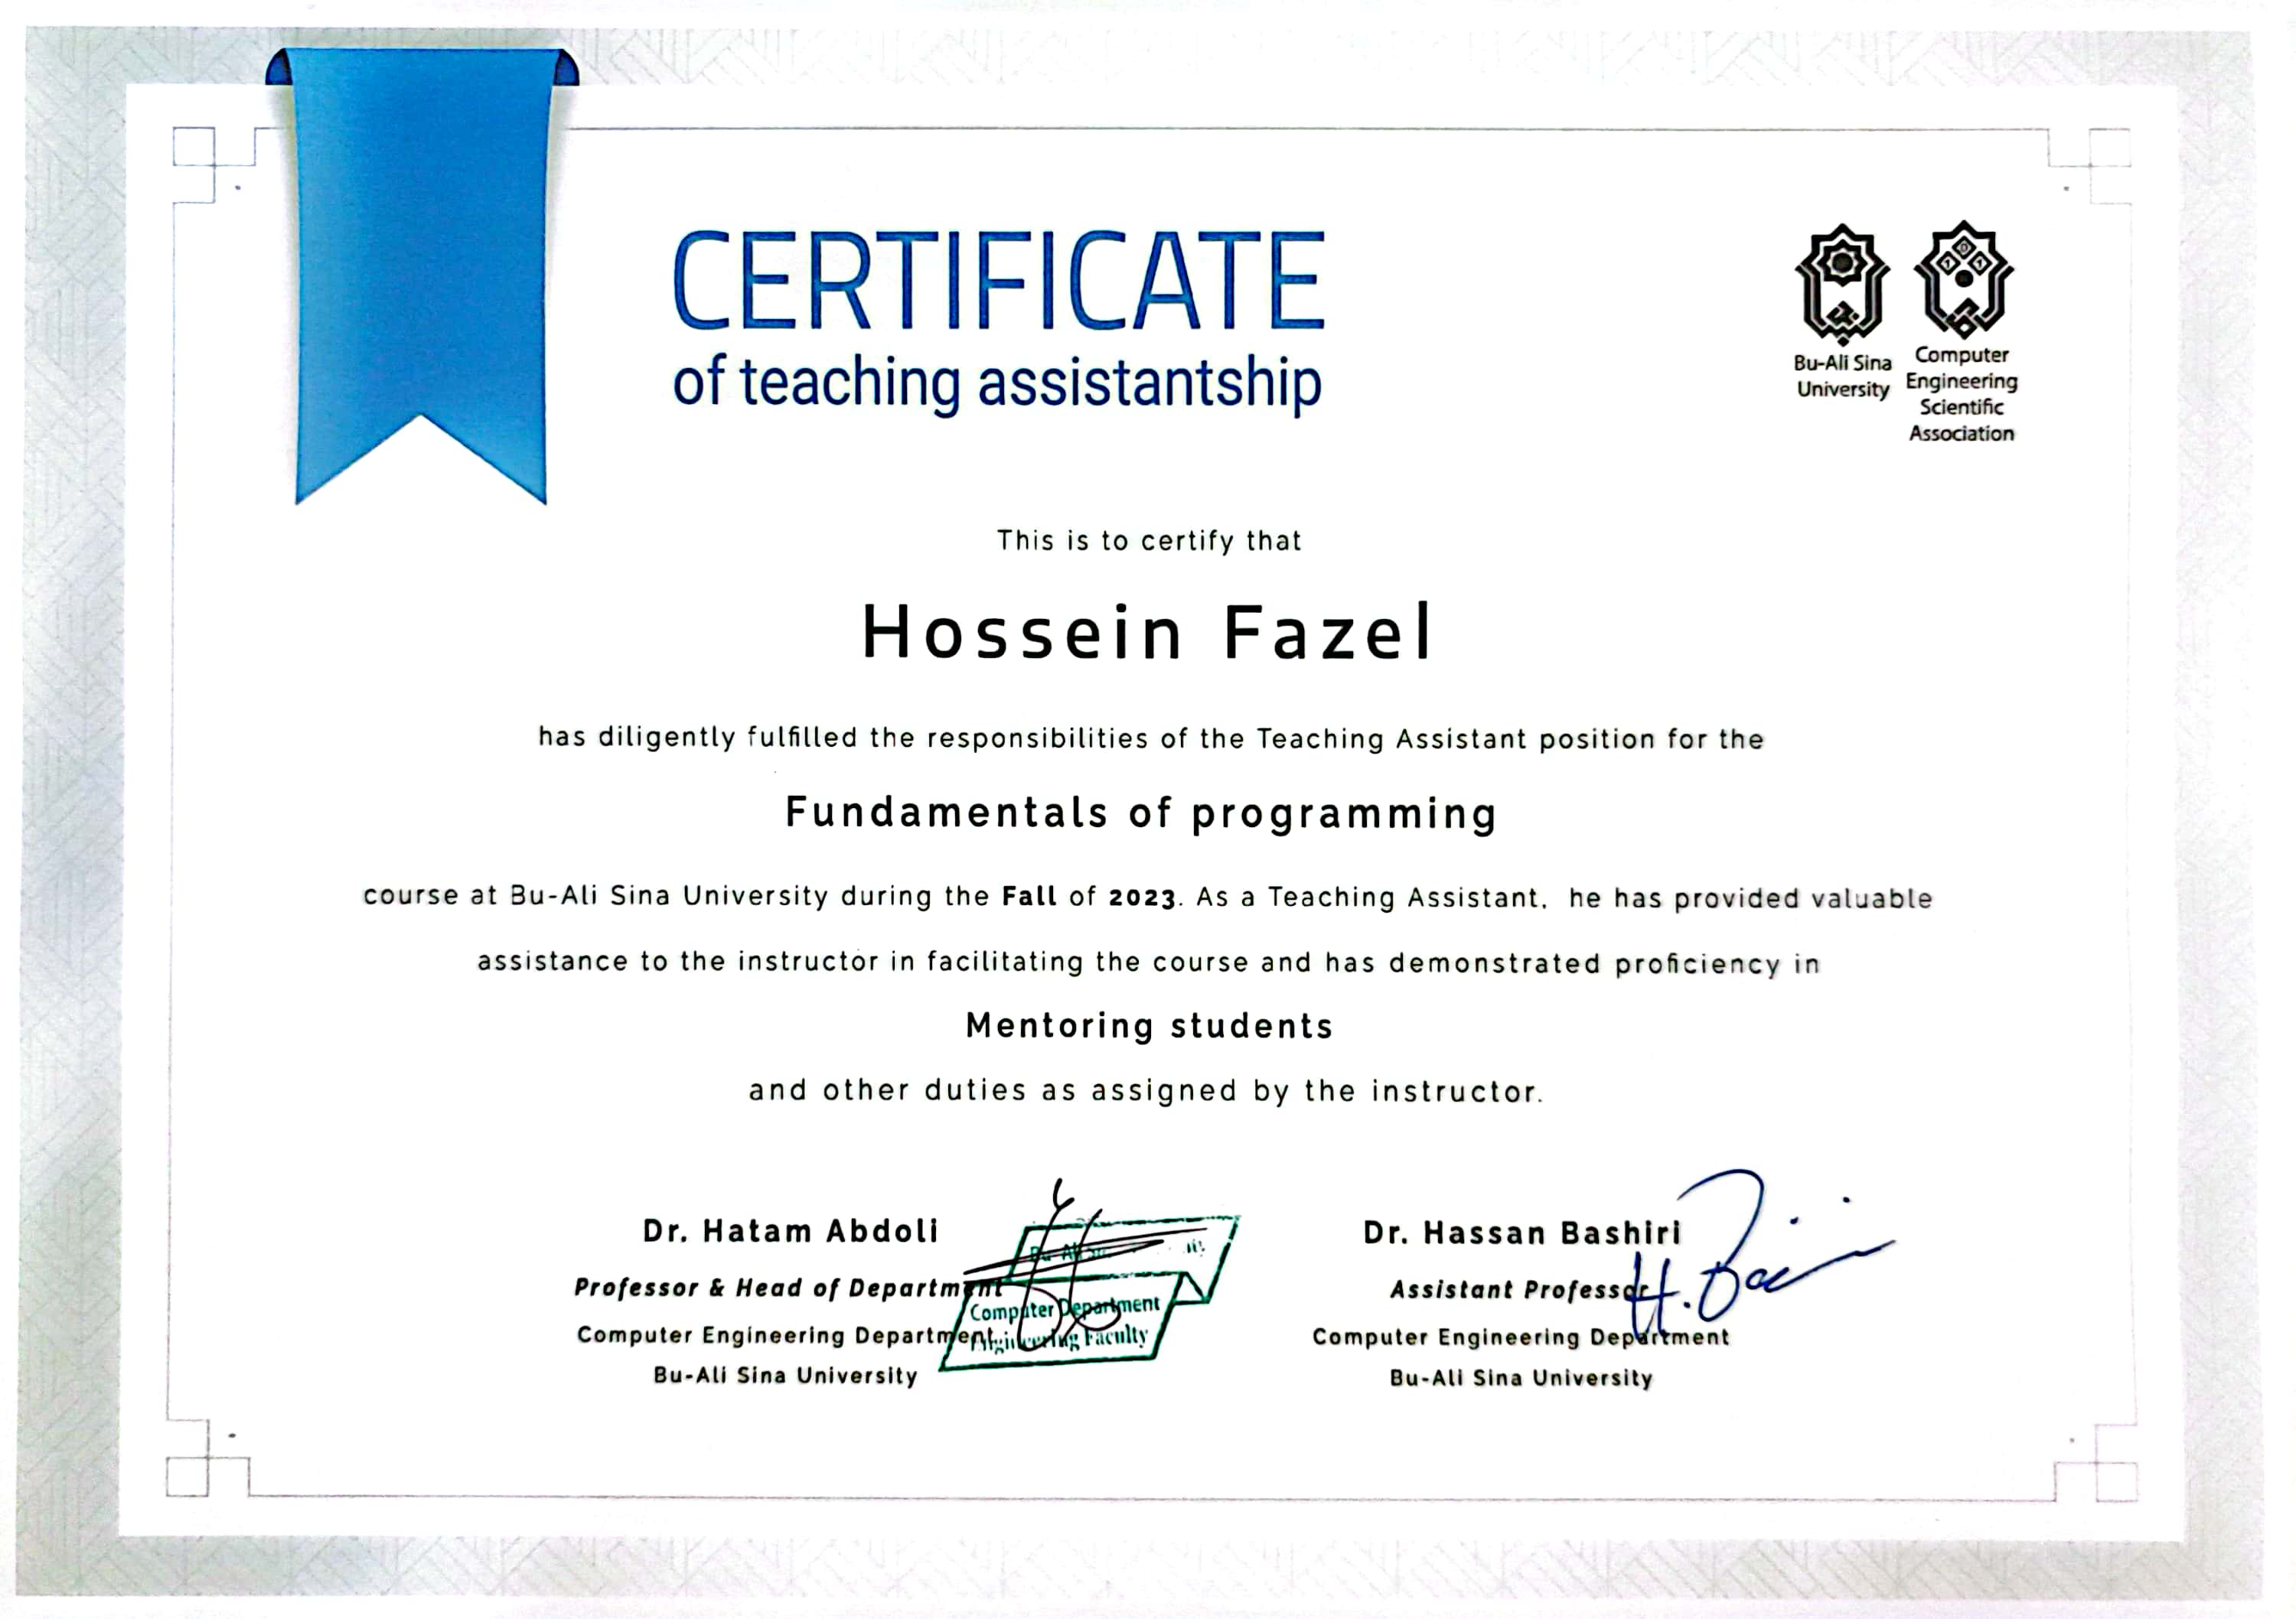 CERTIFICATE
of teaching assistantship
Bu-Ali Sina
University
Computer
Engineering
Scientific
Association
This is to certify that
Hossein Fazel
has diligently fulfilled the responsibilities of the Teaching Assistant position for the
Fundamentals of programming
course at Bu-Ali Sina University during the Fall of 2023. As a Teaching Assistant, he has provided valuable
assistance to the instructor in facilitating the course and has demonstrated proficiency in
Mentoring students
and other duties as assigned by the instructor.
Dr. Hatam Abdoli
Professor & Head of Department
Computer Engineering Department
Bu-Ali Sina University
Computer Department
Engineering Faculty
Dr. Hassan Bashiri
Assistant Professor
Computer Engineering Department
Bu-Ali Sina University